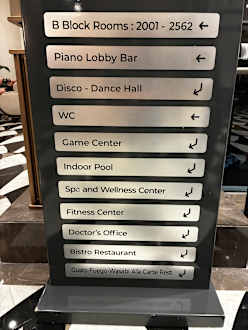 B Block Rooms : 2001 - 2562 ←
Piano Lobby Bar ←
Disco - Dance Hall
WC ←
Game Center
Indoor Pool
Spa and Wellness Center
Fitness Center
Doctor's Office
Bistro Restaurant
Guato-Fuego-Wasabi A'la Carte Rest.